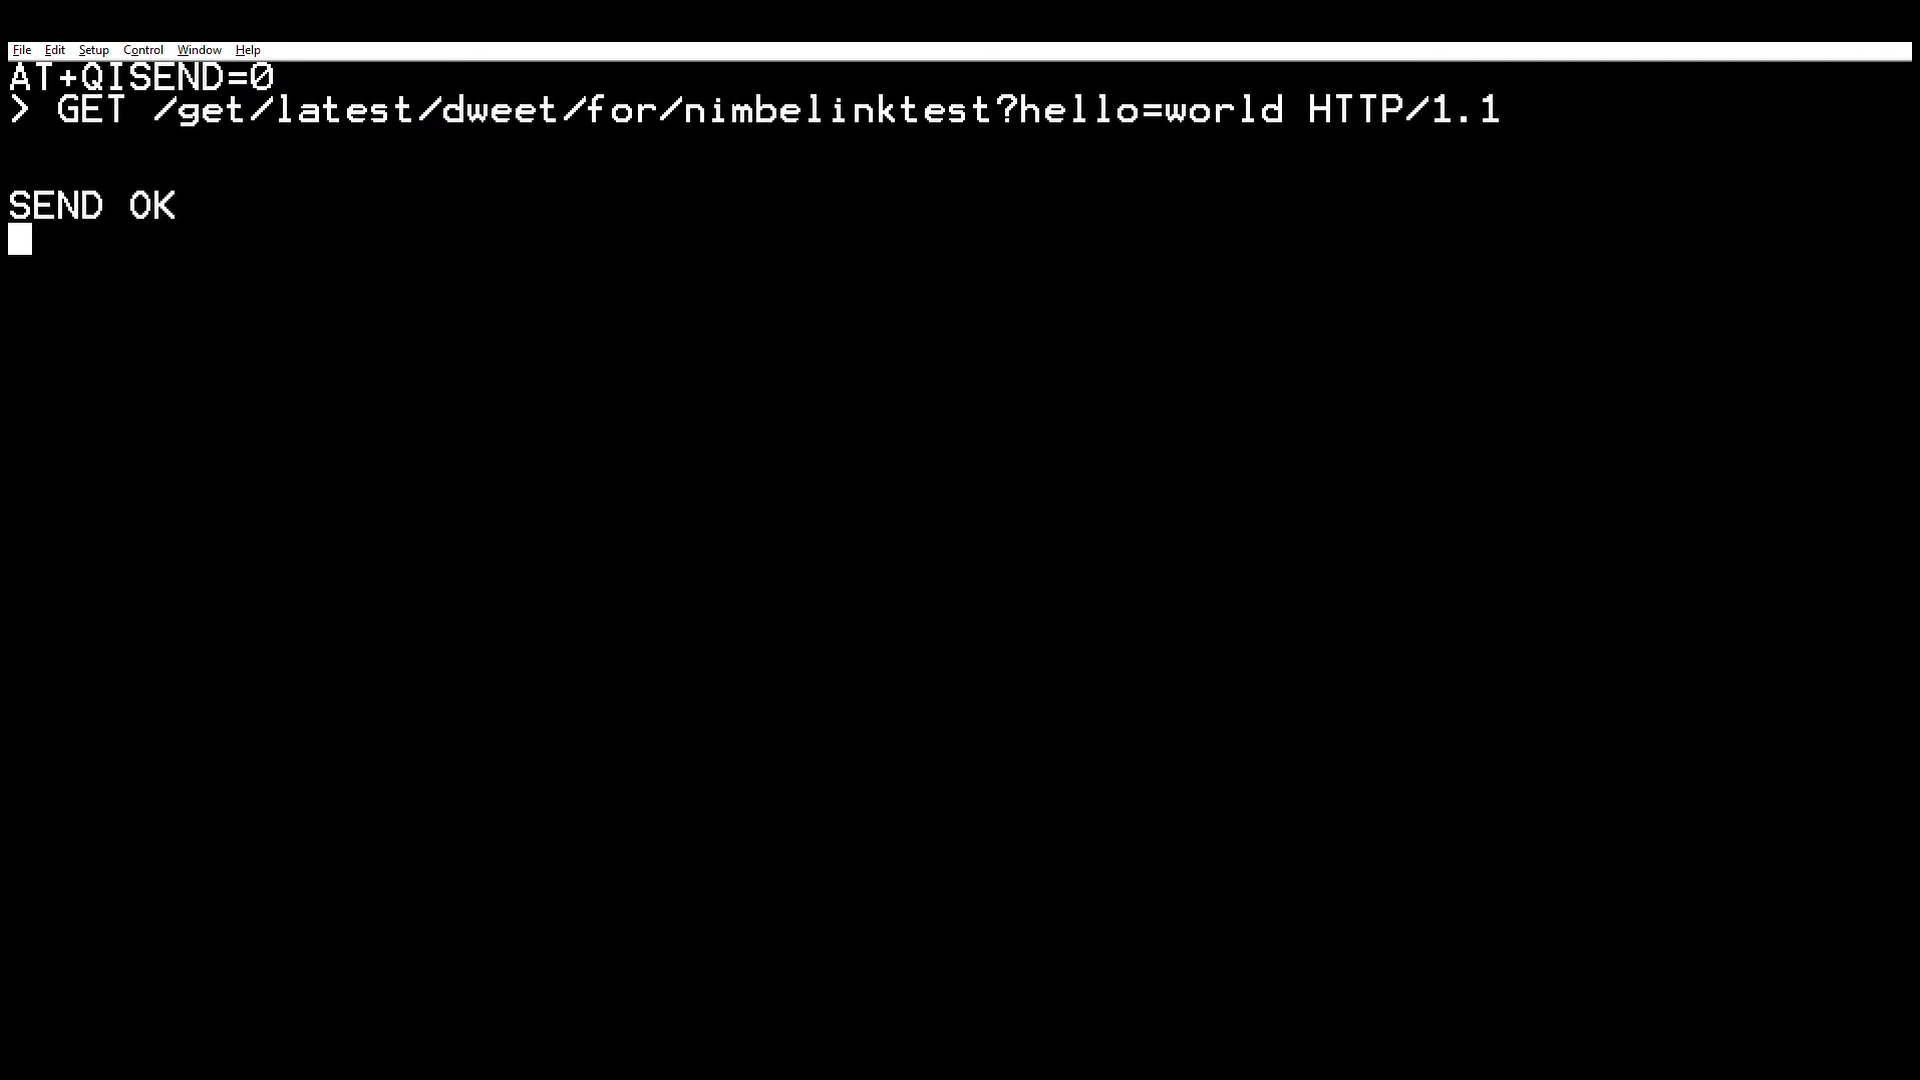 File Edit Setup Control Window Help
AT+QISEND=0
> GET /get/latest/dweet/for/nimbelinktest?hello=world HTTP/1.1
SEND OK